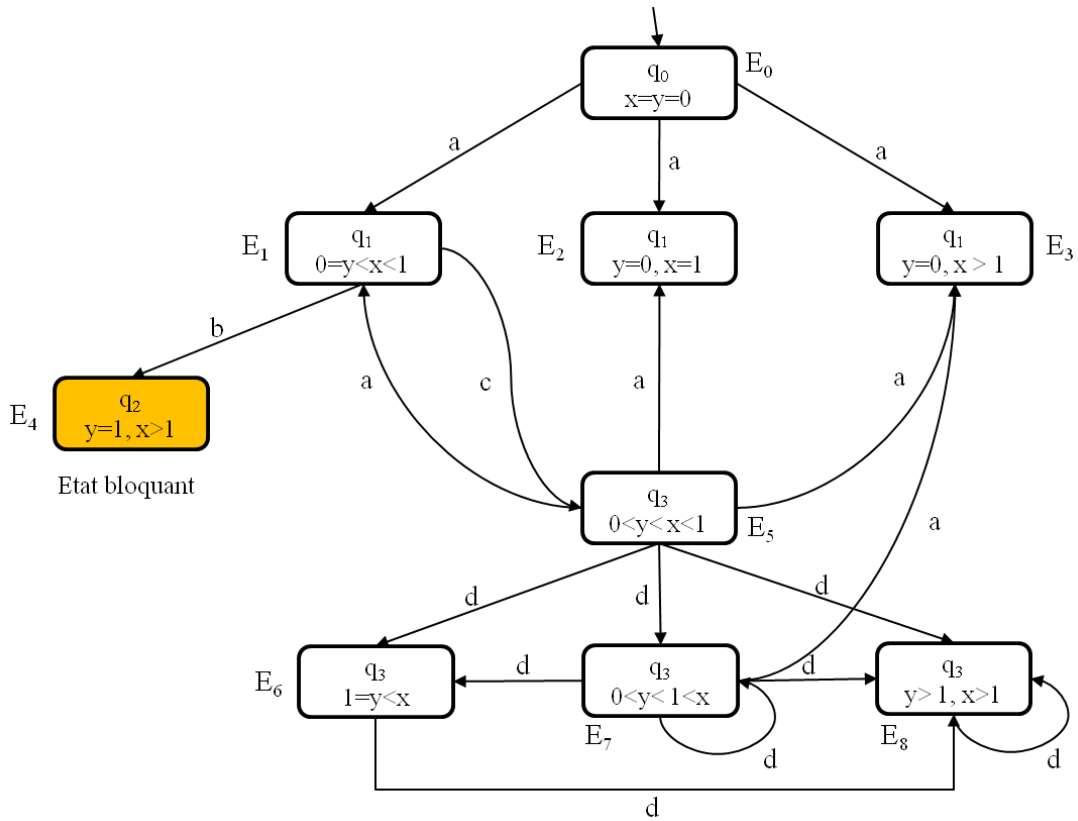 q₀
x=y=0
E₀
a
a
a
E₁
q₁
0=y<x<1
E₂
q₁
y=0, x=1
q₁
y=0, x > 1
E₃
b
E₄
q₂
y=1, x>1
Etat bloquant
a
c
a
a
q₃
0<y< x<1
E₅
a
d
d
d
E₆
q₃
1=y<x
d
q₃
0<y< 1<x
E₇
d
d
q₃
y> 1, x>1
E₈
d
d